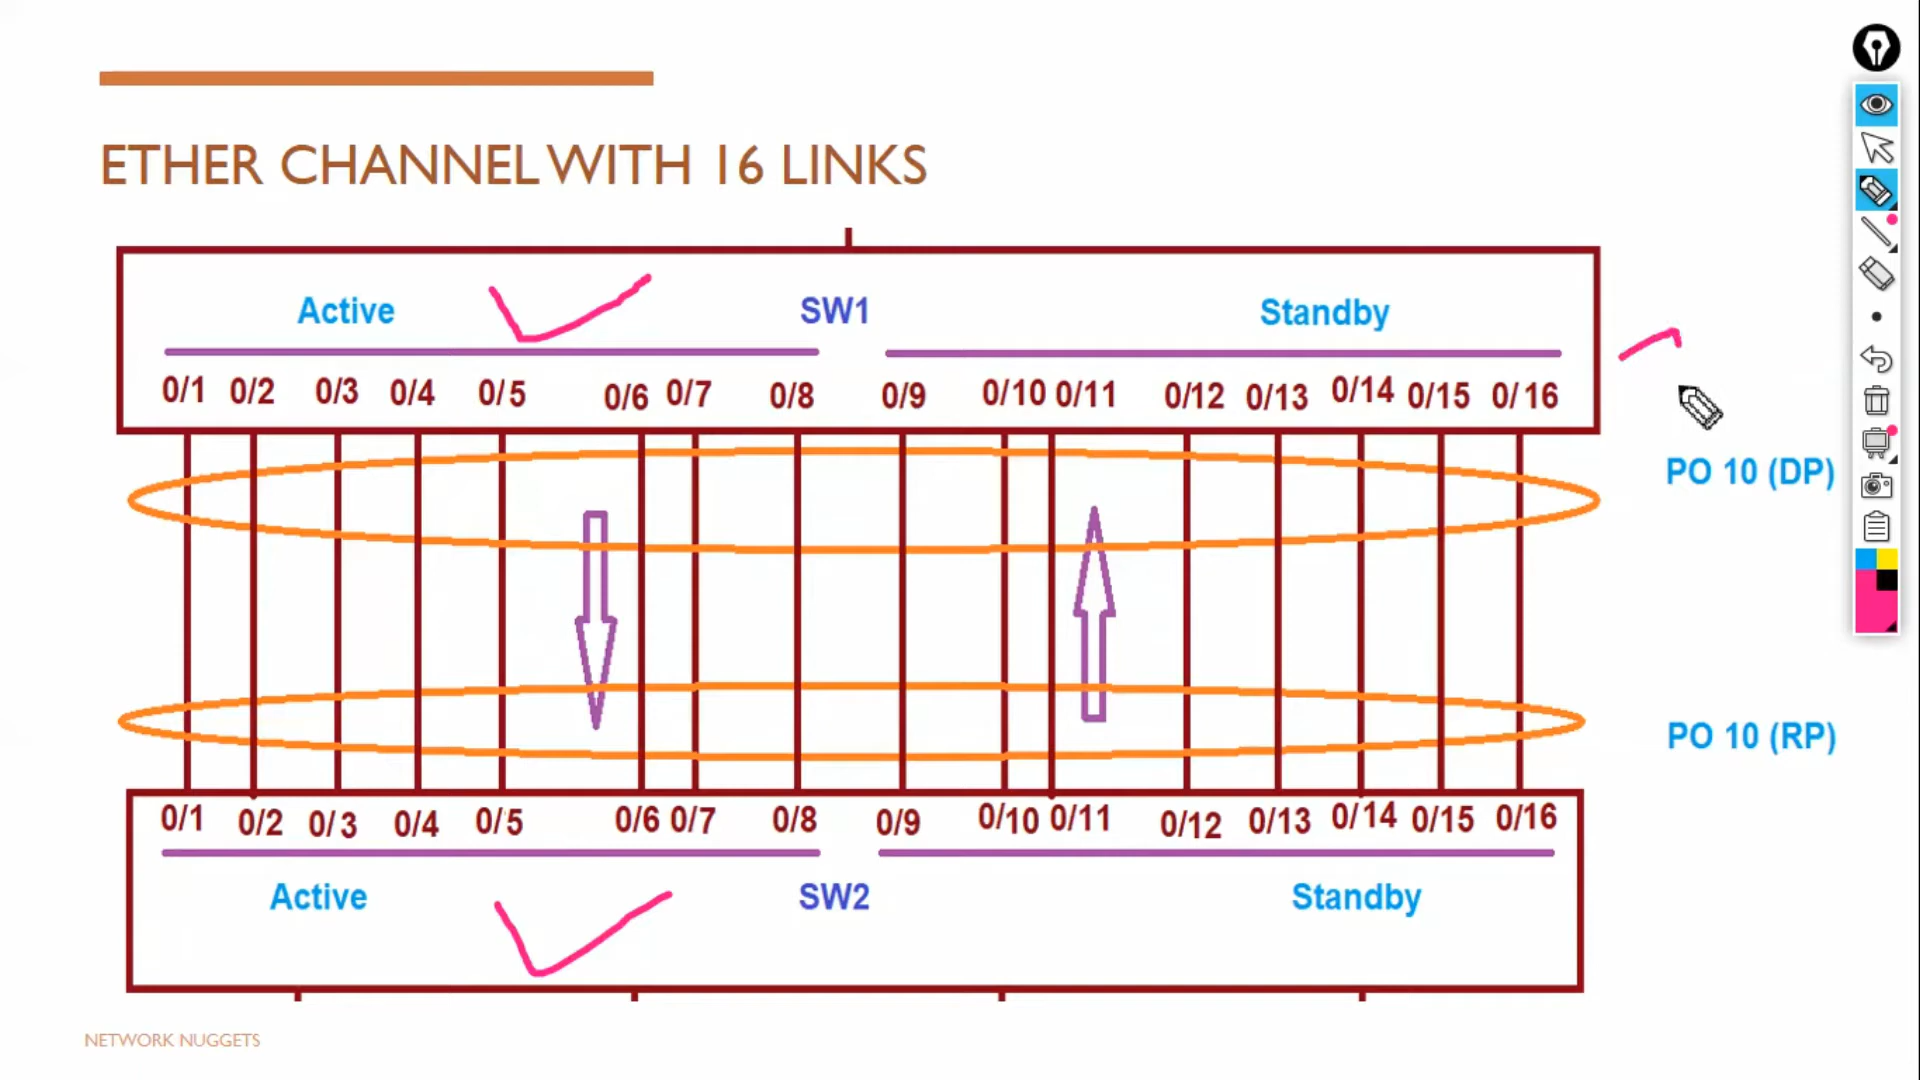 ETHER CHANNEL WITH 16 LINKS
Active SW1 Standby
0/1 0/2 0/3 0/4 0/5 0/6 0/7 0/8 0/9 0/10 0/11 0/12 0/13 0/14 0/15 0/16
PO 10 (DP)
PO 10 (RP)
0/1 0/2 0/3 0/4 0/5 0/6 0/7 0/8 0/9 0/10 0/11 0/12 0/13 0/14 0/15 0/16
Active SW2 Standby
NETWORK NUGGETS